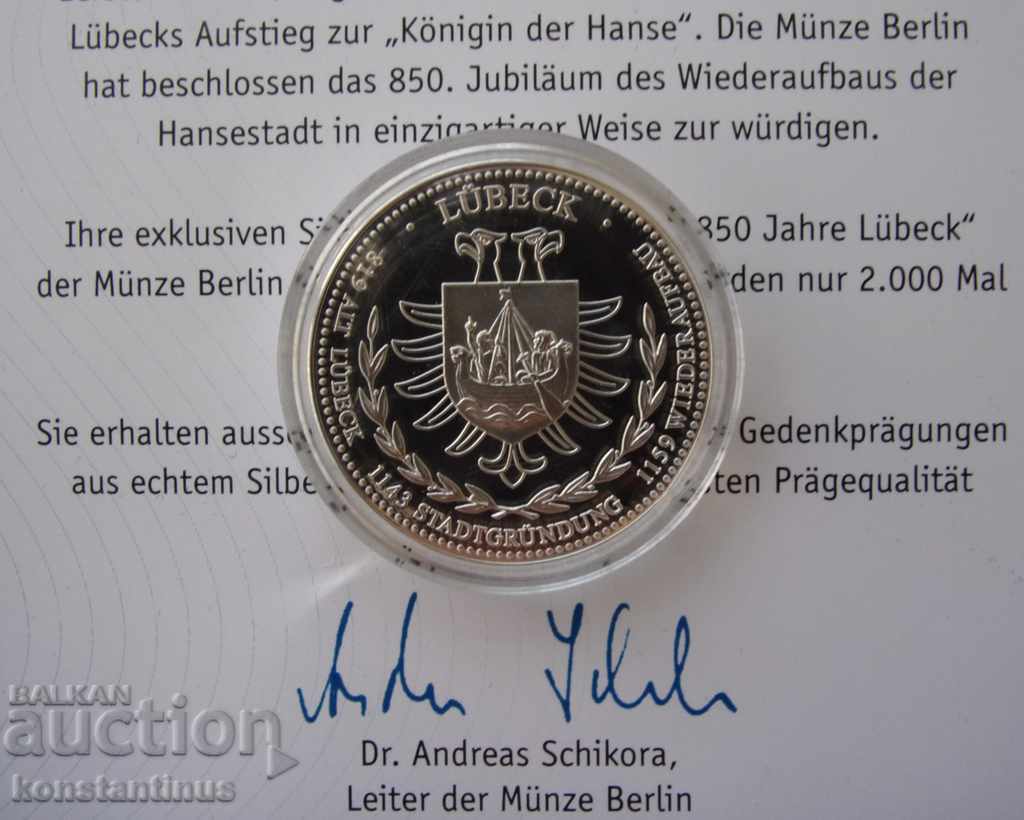 Lübecks Aufstieg zur „Königin der Hanse“. Die Münze Berlin
hat beschlossen das 850. Jubiläum des Wiederaufbaus der
Hansestadt in einzigartiger Weise zur würdigen.
Ihre exklusiven 850 Jahre Lübeck“
der Münze Berlin nur 2.000 Mal
Sie erhalten Gedenkprägungen
aus echtem Prägequalität
· LÜBECK ·
819 ALT LÜBECK
1143 STADTGRÜNDUNG
1159 WIEDERAUFBAU
Dr. Andreas Schikora,
Leiter der Münze Berlin
BALKAN
auction
konstantinus